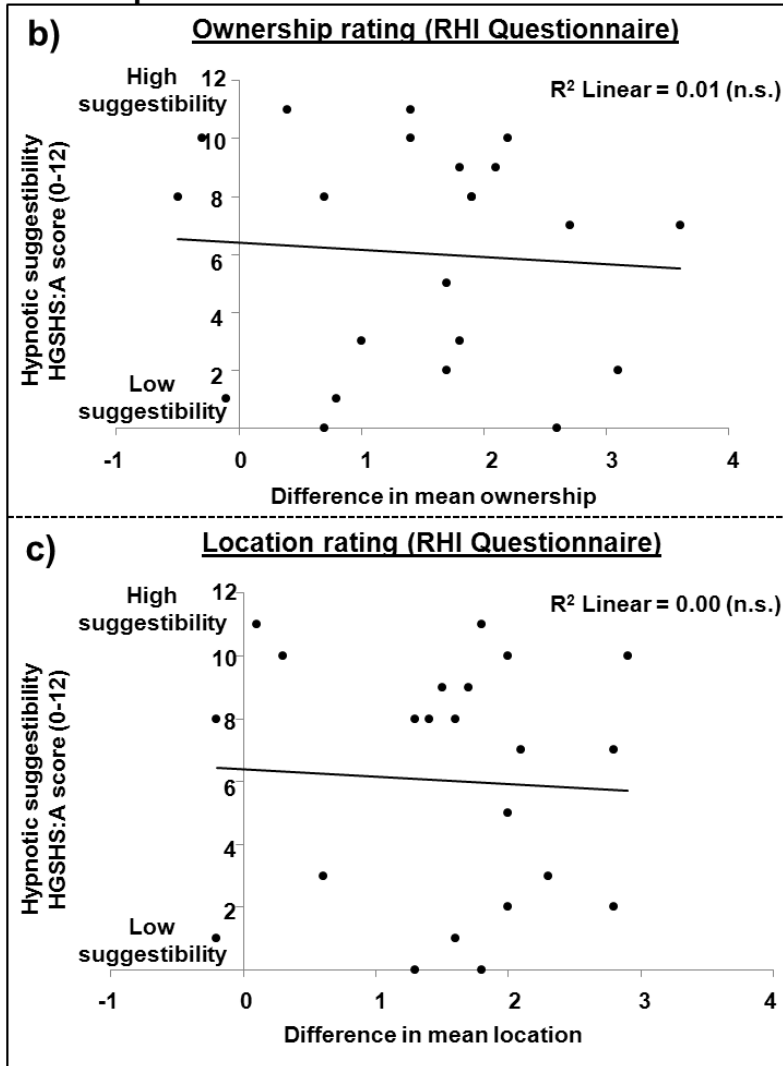 b)
Ownership rating (RHI Questionnaire)
High suggestibility
12
R² Linear = 0.01 (n.s.)
10
8
6
4
2
Hypnotic suggestibility
HGSHS:A score (0-12)
Low suggestibility
-1 0 1 2 3 4
Difference in mean ownership
c)
Location rating (RHI Questionnaire)
High suggestibility
12
R² Linear = 0.00 (n.s.)
10
8
6
4
2
Hypnotic suggestibility
HGSHS:A score (0-12)
Low suggestibility
-1 0 1 2 3 4
Difference in mean location